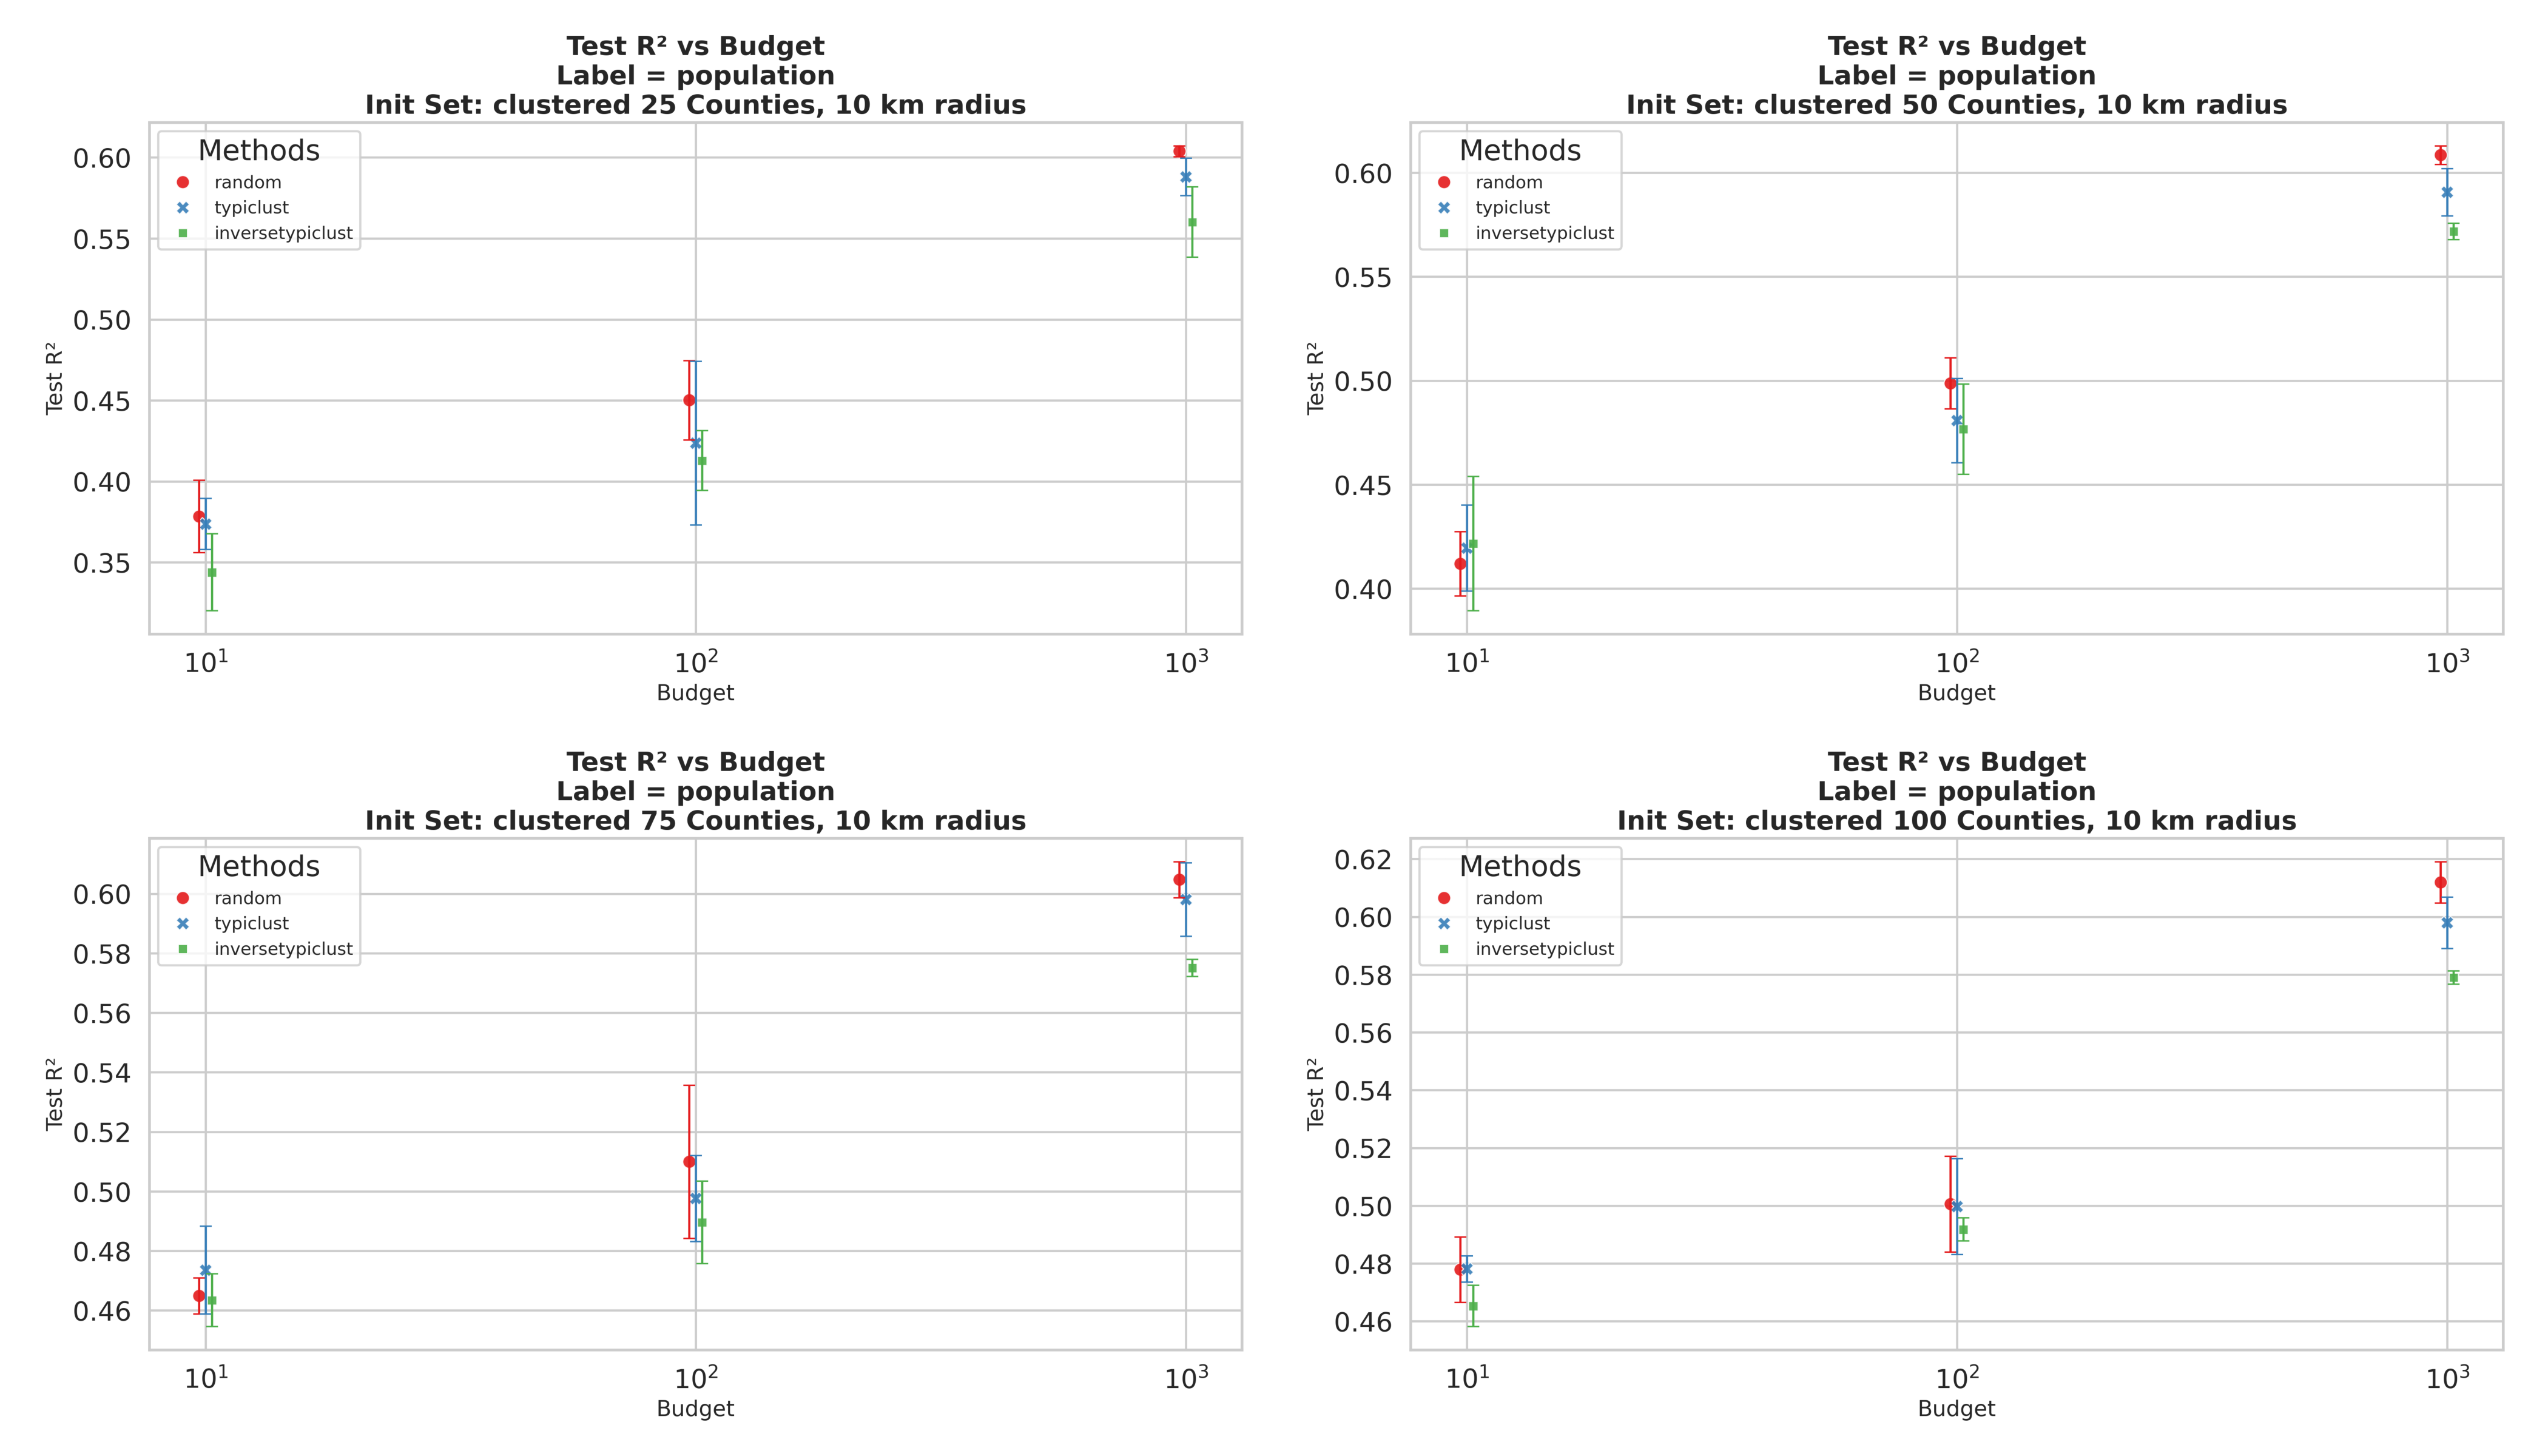 Test R² vs Budget
Label = population
Init Set: clustered 25 Counties, 10 km radius
Methods
random
typiclust
inversetypiclust
0.60
0.55
0.50
0.45
0.40
0.35
Test R²
10¹
10²
10³
Budget
Test R² vs Budget
Label = population
Init Set: clustered 50 Counties, 10 km radius
Methods
random
typiclust
inversetypiclust
0.60
0.55
0.50
0.45
0.40
Test R²
10¹
10²
10³
Budget
Test R² vs Budget
Label = population
Init Set: clustered 75 Counties, 10 km radius
Methods
random
typiclust
inversetypiclust
0.60
0.58
0.56
0.54
0.52
0.50
0.48
0.46
Test R²
10¹
10²
10³
Budget
Test R² vs Budget
Label = population
Init Set: clustered 100 Counties, 10 km radius
Methods
random
typiclust
inversetypiclust
0.62
0.60
0.58
0.56
0.54
0.52
0.50
0.48
0.46
Test R²
10¹
10²
10³
Budget